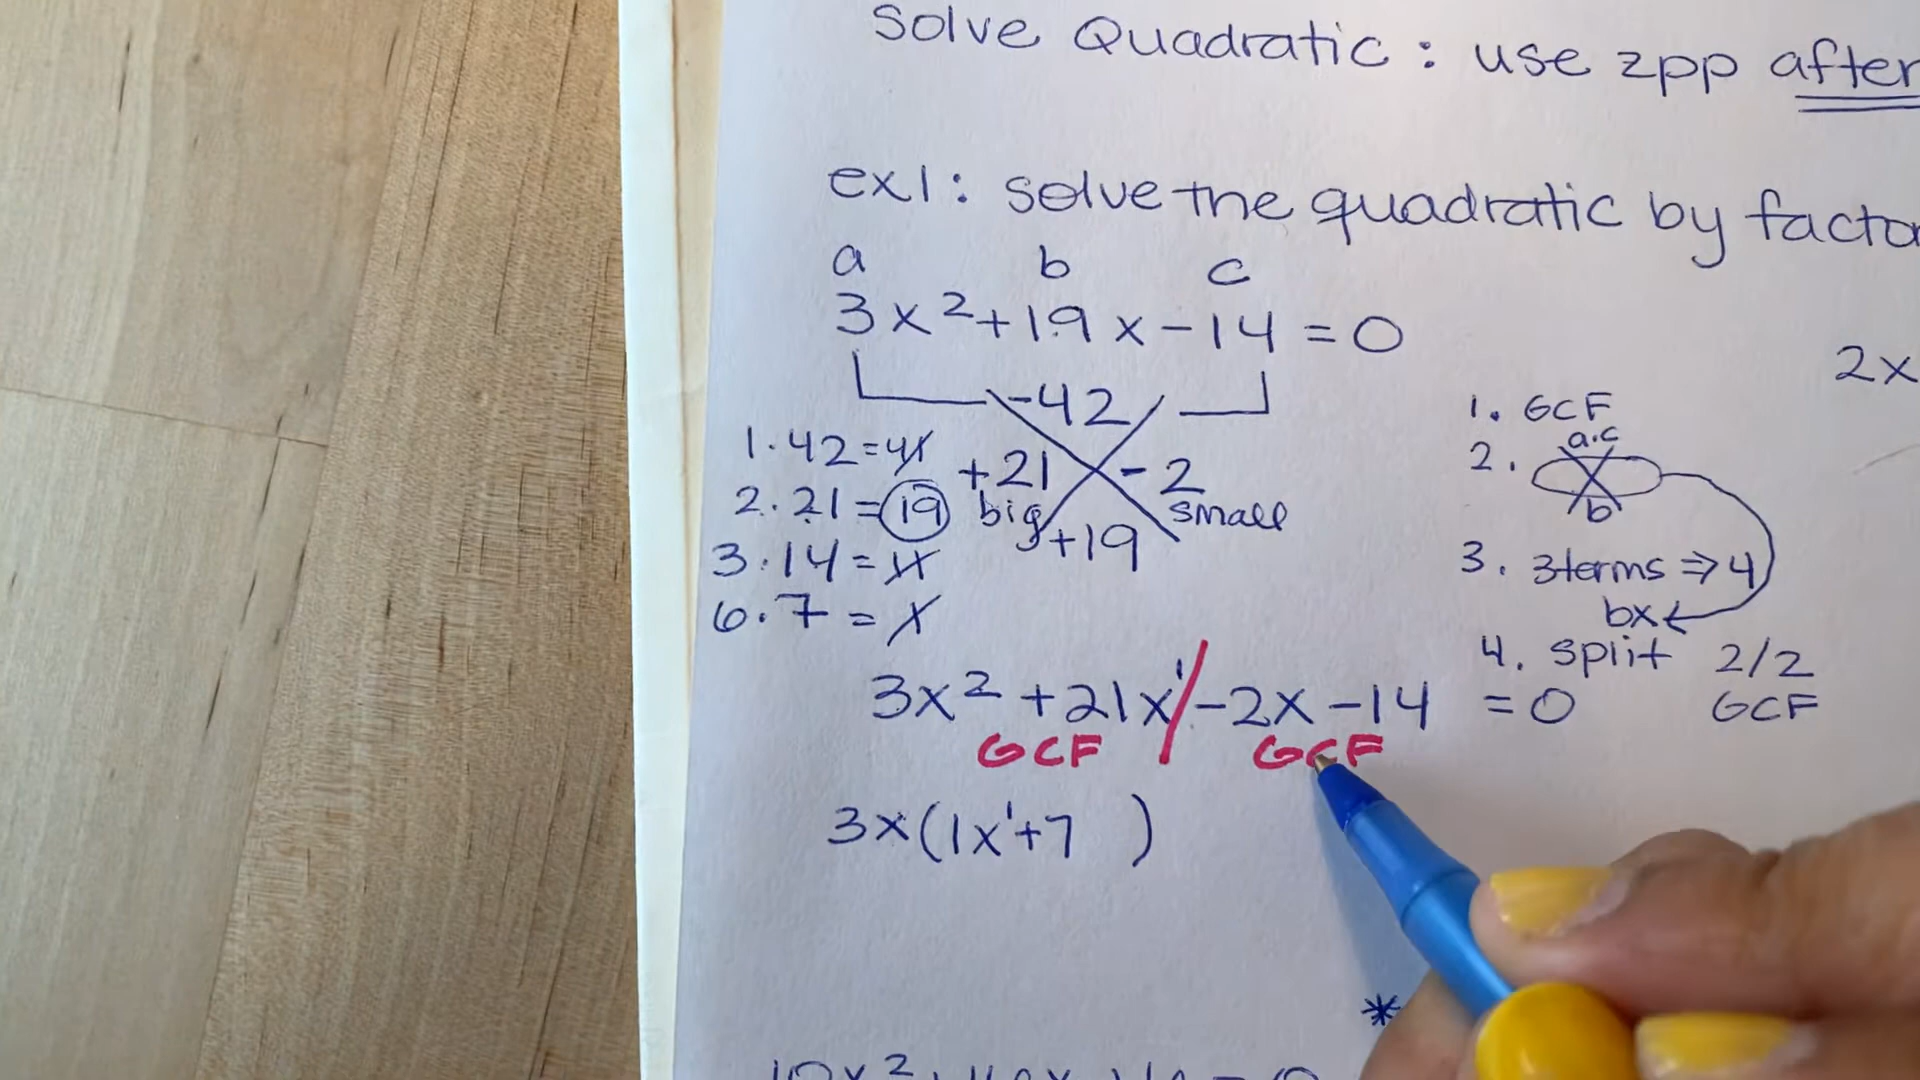 Solve Quadratic: use zpp after
ex1: solve the quadratic by facto
a b c
3x²+19x-14=0
2x
-42
1·42=41
2·21=19
3·14=11
6·7=1
+21 -2
big small
+19
1. GCF
2. a·c
b
3. 3terms ⇒ 4
bx
4. split 2/2
GCF
3x²+21x¹/-2x-14 =0
GCF GCF
3x(1x¹+7 )
*